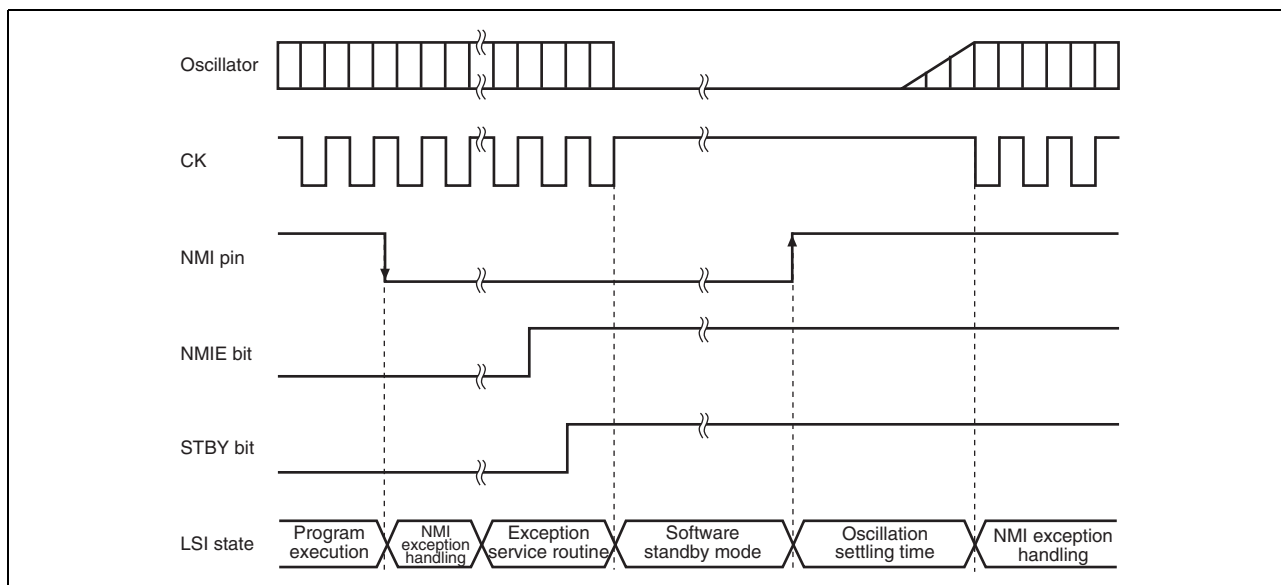 Oscillator
CK
NMI pin
NMIE bit
STBY bit
LSI state
Program
execution
NMI
exception
handling
Exception
service routine
Software
standby mode
Oscillation
settling time
NMI exception
handling